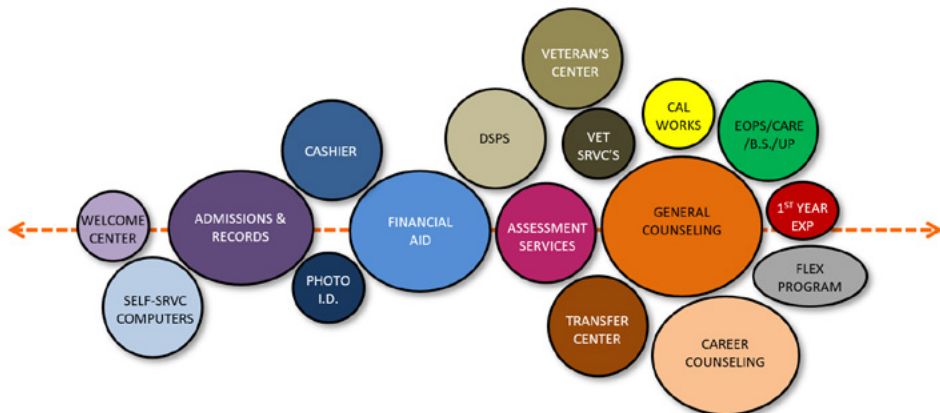 WELCOME
CENTER
SELF-SRVC
COMPUTERS
ADMISSIONS &
RECORDS
CASHIER
PHOTO
I.D.
FINANCIAL
AID
DSPS
VETERAN'S
CENTER
VET
SRVC'S
ASSESSMENT
SERVICES
TRANSFER
CENTER
CAL
WORKS
GENERAL
COUNSELING
CAREER
COUNSELING
EOPS/CARE
/B.S./UP
1ST YEAR
EXP
FLEX
PROGRAM